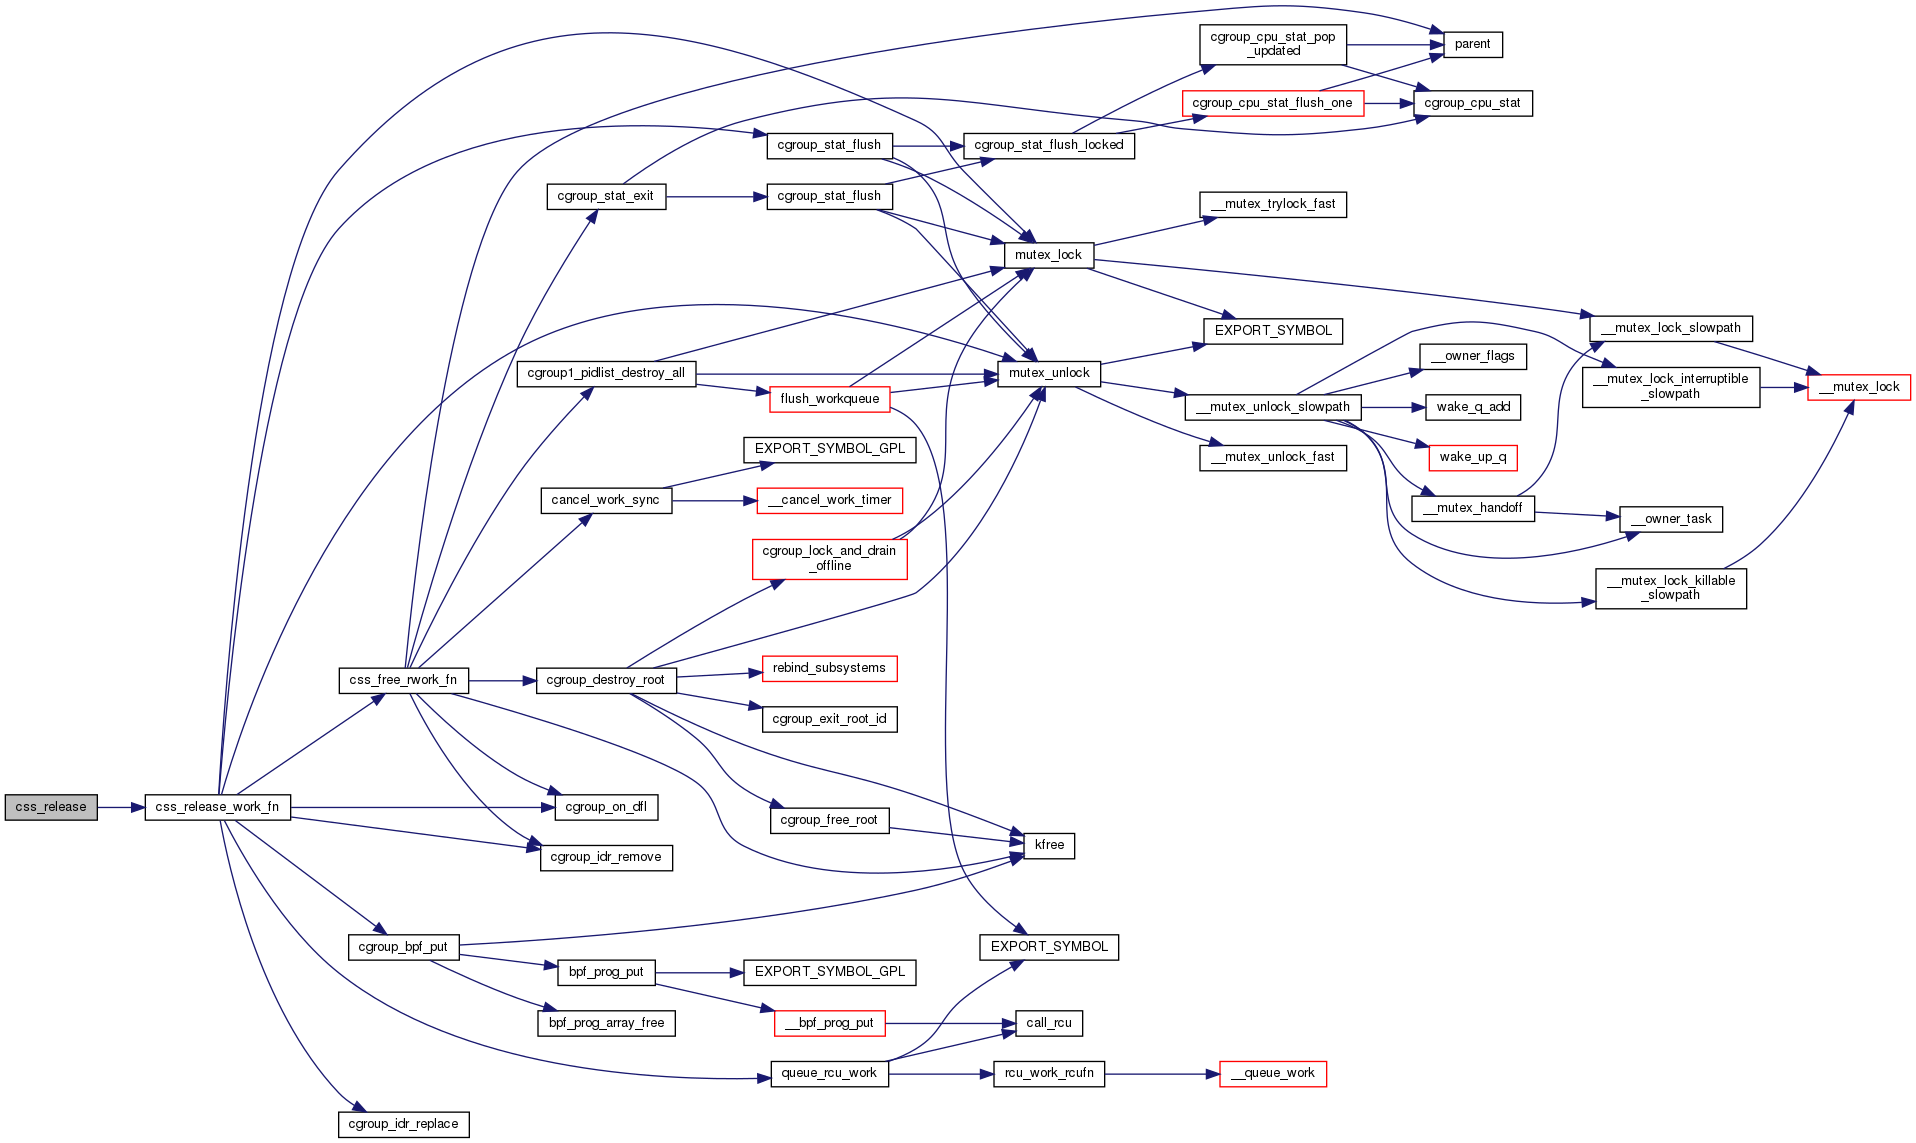 css_release
css_release_work_fn
css_free_rwork_fn
cgroup_bpf_put
cgroup_idr_replace
cgroup_stat_exit
cgroup1_pidlist_destroy_all
cancel_work_sync
cgroup_destroy_root
cgroup_on_dfl
cgroup_idr_remove
bpf_prog_put
bpf_prog_array_free
cgroup_stat_flush
cgroup_stat_flush
flush_workqueue
EXPORT_SYMBOL_GPL
__cancel_work_timer
cgroup_lock_and_drain
_offline
rebind_subsystems
cgroup_exit_root_id
cgroup_free_root
EXPORT_SYMBOL_GPL
__bpf_prog_put
queue_rcu_work
cgroup_stat_flush_locked
mutex_lock
mutex_unlock
kfree
EXPORT_SYMBOL
call_rcu
rcu_work_rcufn
cgroup_cpu_stat_pop
_updated
cgroup_cpu_stat_flush_one
__mutex_trylock_fast
EXPORT_SYMBOL
__mutex_unlock_slowpath
__mutex_unlock_fast
__queue_work
parent
cgroup_cpu_stat
__owner_flags
wake_q_add
wake_up_q
__mutex_handoff
__mutex_lock_slowpath
__mutex_lock_interruptible
_slowpath
__owner_task
__mutex_lock_killable
_slowpath
__mutex_lock